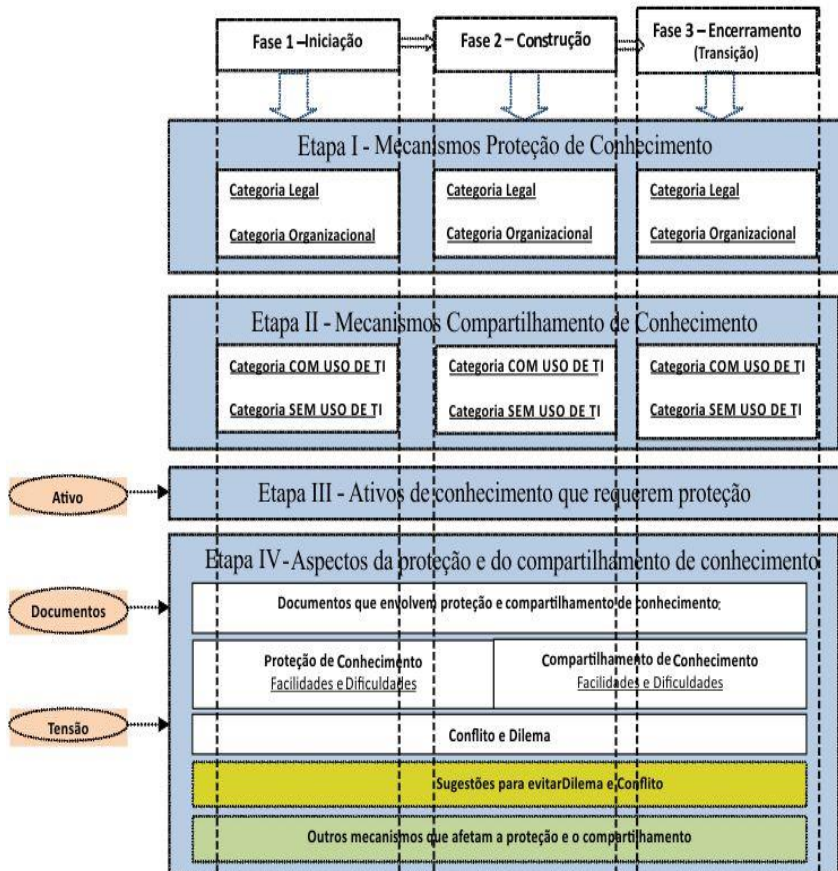 Fase 1 – Iniciação
Fase 2 – Construção
Fase 3 – Encerramento
(Transição)
Etapa I - Mecanismos Proteção de Conhecimento
Categoria Legal
Categoria Organizacional
Categoria Legal
Categoria Organizacional
Categoria Legal
Categoria Organizacional
Etapa II - Mecanismos Compartilhamento de Conhecimento
Categoria COM USO DE TI
Categoria SEM USO DE TI
Categoria COM USO DE TI
Categoria SEM USO DE TI
Categoria COM USO DE TI
Categoria SEM USO DE TI
Ativo
Etapa III - Ativos de conhecimento que requerem proteção
Etapa IV-Aspectos da proteção e do compartilhamento de conhecimento
Documentos
Documentos que envolvem proteção e compartilhamento de conhecimento:
Proteção de Conhecimento
Facilidades e Dificuldades
Compartilhamento de Conhecimento
Facilidades e Dificuldades
Tensão
Conflito e Dilema
Sugestões para evitarDilema e Conflito
Outros mecanismos que afetam a proteção e o compartilhamento